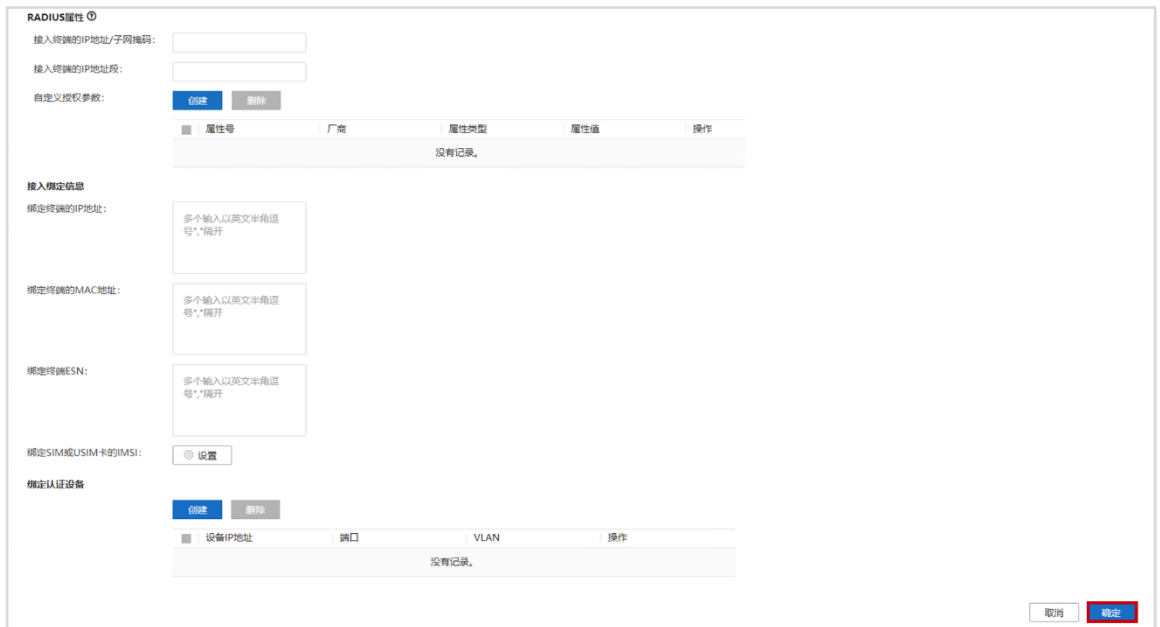 RADIUS属性 ?
接入终端的IP地址/子网掩码:
接入终端的IP地址段:
自定义授权参数: 创建 删除
属性号 厂商 属性类型 属性值 操作
没有记录。
接入绑定信息
绑定终端的IP地址: 多个输入以英文半角逗
号","隔开
绑定终端的MAC地址: 多个输入以英文半角逗
号","隔开
绑定终端ESN: 多个输入以英文半角逗
号","隔开
绑定SIM或USIM卡的IMSI: 设置
绑定认证设备
创建 删除
设备IP地址 端口 VLAN 操作
没有记录。
取消 确定